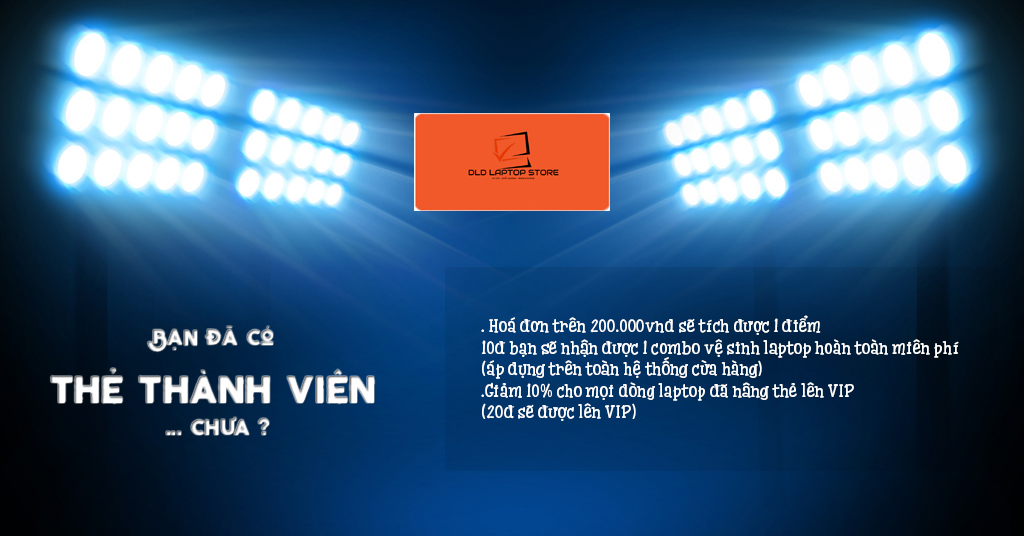 DLD LAPTOP STORE
BẠN ĐÃ CÓ
THẺ THÀNH VIÊN
... CHƯA ?
. Hoá đơn trên 200.000vnđ sẽ tích được 1 điểm
10đ bạn sẽ nhận được 1 combo vệ sinh laptop hoàn toàn miễn phí
(áp dụng trên toàn hệ thống cửa hàng)
.Giảm 10% cho mọi dòng laptop đã nâng thẻ lên VIP
(20đ sẽ được lên VIP)